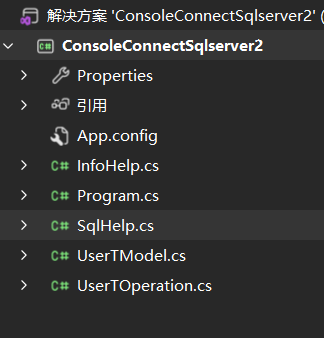 解决方案 'ConsoleConnectSqlserver2' (
ConsoleConnectSqlserver2
Properties
引用
App.config
InfoHelp.cs
Program.cs
SqlHelp.cs
UserTModel.cs
UserTOperation.cs